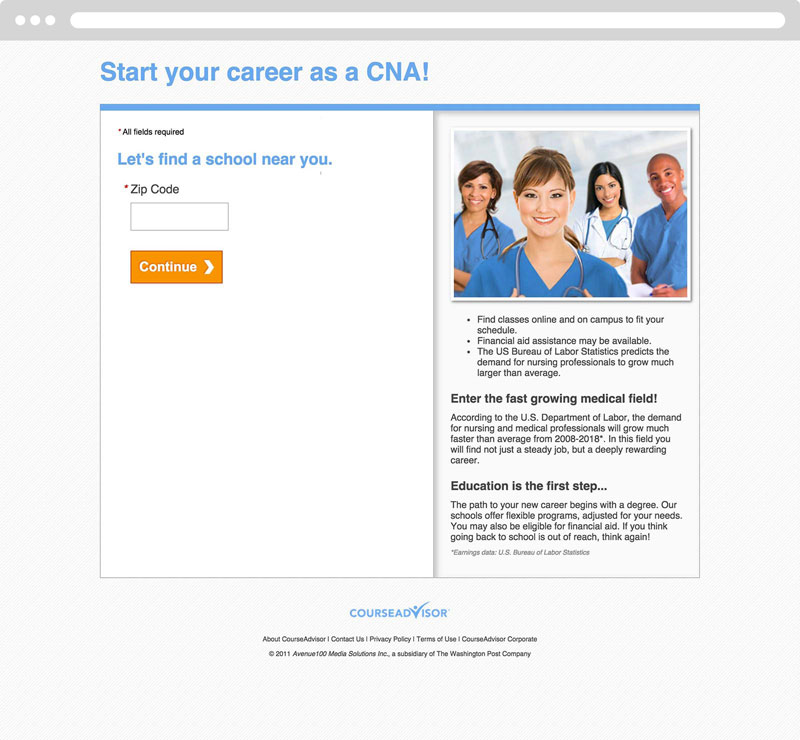 Start your career as a CNA!
* All fields required
Let's find a school near you.
* Zip Code
Continue
Find classes online and on campus to fit your
schedule.
Financial aid assistance may be available.
The US Bureau of Labor Statistics predicts the
demand for nursing professionals to grow much
larger than average.
Enter the fast growing medical field!
According to the U.S. Department of Labor, the demand
for nursing and medical professionals will grow much
faster than average from 2008-2018*. In this field you
will find not just a steady job, but a deeply rewarding
career.
Education is the first step...
The path to your new career begins with a degree. Our
schools offer flexible programs, adjusted for your needs.
You may also be eligible for financial aid. If you think
going back to school is out of reach, think again!
*Earnings data: U.S. Bureau of Labor Statistics
COURSEADVISOR
About CourseAdvisor | Contact Us | Privacy Policy | Terms of Use | CourseAdvisor Corporate
© 2011 Avenue100 Media Solutions Inc., a subsidiary of The Washington Post Company